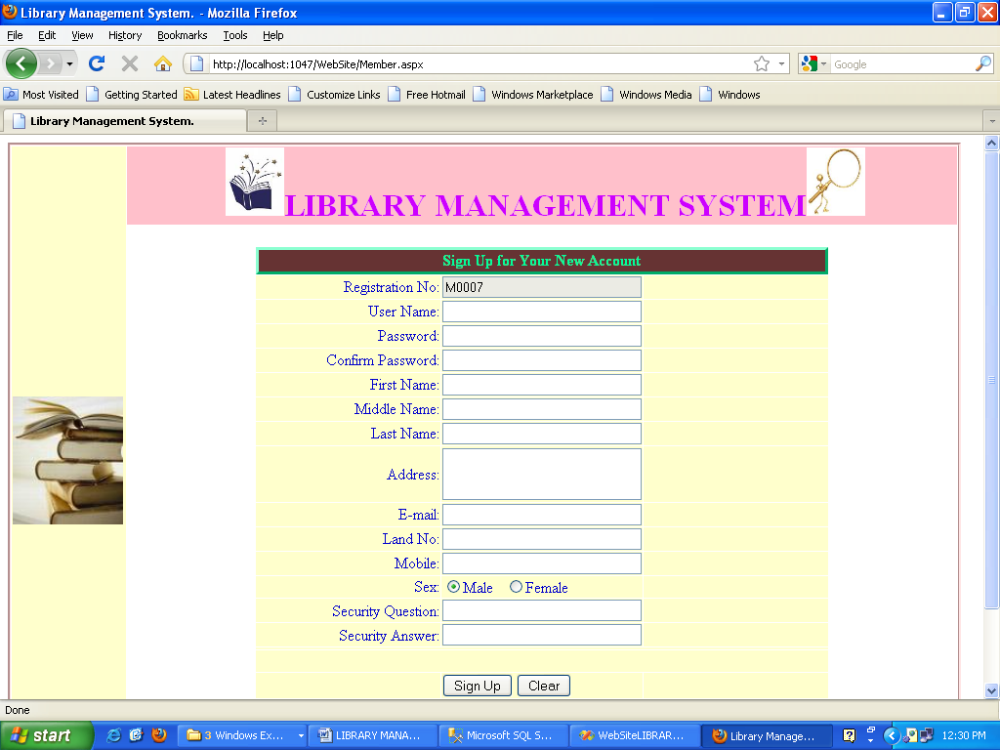 Library Management System. - Mozilla Firefox
File Edit View History Bookmarks Tools Help
http://localhost:1047/WebSite/Member.aspx Google
Most Visited Getting Started Latest Headlines Customize Links Free Hotmail Windows Marketplace Windows Media Windows
Library Management System.
LIBRARY MANAGEMENT SYSTEM
Sign Up for Your New Account
Registration No: M0007
User Name:
Password:
Confirm Password:
First Name:
Middle Name:
Last Name:
Address:
E-mail:
Land No:
Mobile:
Sex: Male Female
Security Question:
Security Answer:
Sign Up Clear
Done
start 3 Windows Ex... LIBRARY MANA... Microsoft SQL S... WebSiteLIBRAR... Library Manage... 12:30 PM